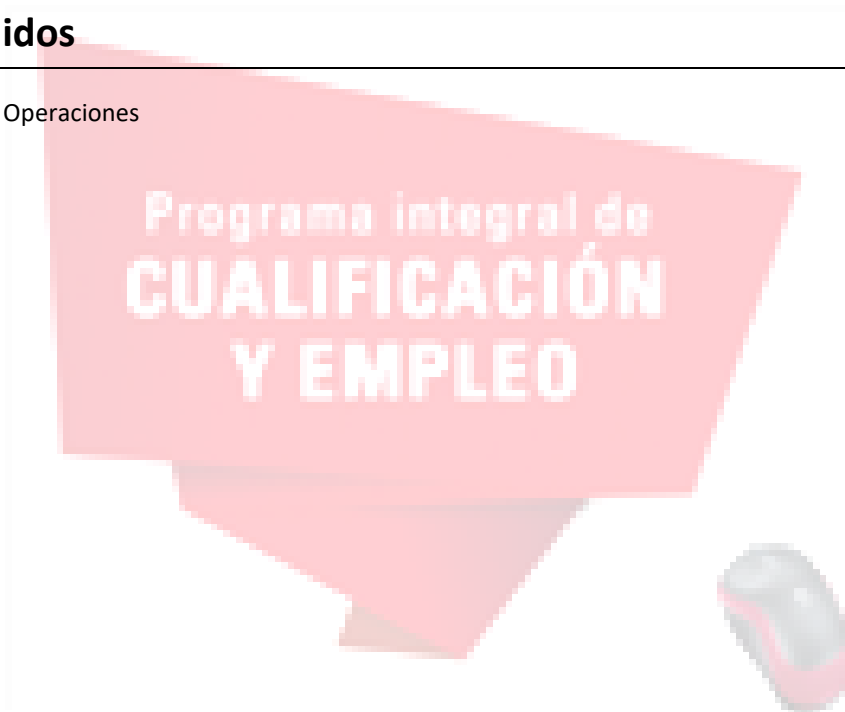 idos
Operaciones
Programa integral de
CUALIFICACIÓN
Y EMPLEO